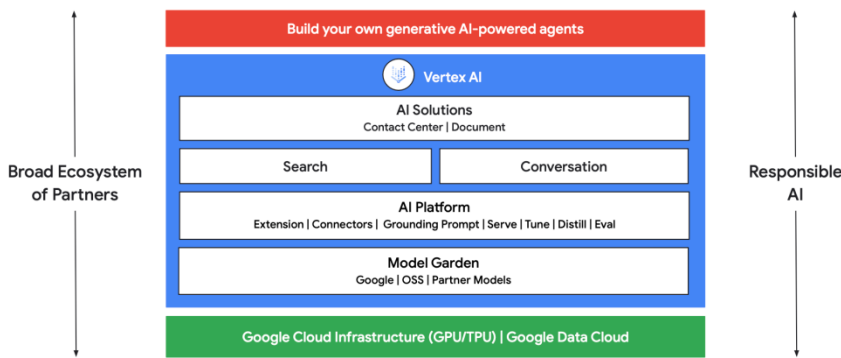 Build your own generative AI-powered agents
Vertex AI
AI Solutions
Contact Center | Document
Search
Conversation
AI Platform
Extension | Connectors | Grounding Prompt | Serve | Tune | Distill | Eval
Model Garden
Google | OSS | Partner Models
Google Cloud Infrastructure (GPU/TPU) | Google Data Cloud
Broad Ecosystem
of Partners
Responsible
AI